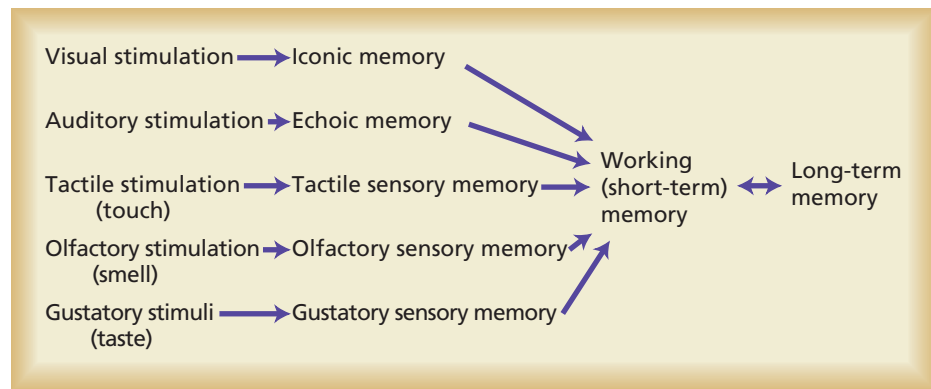 Visual stimulation Iconic memory
Auditory stimulation Echoic memory
Tactile stimulation Tactile sensory memory
(touch)
Olfactory stimulation Olfactory sensory memory
(smell)
Gustatory stimuli Gustatory sensory memory
(taste)
Working
(short-term)
memory
Long-term
memory